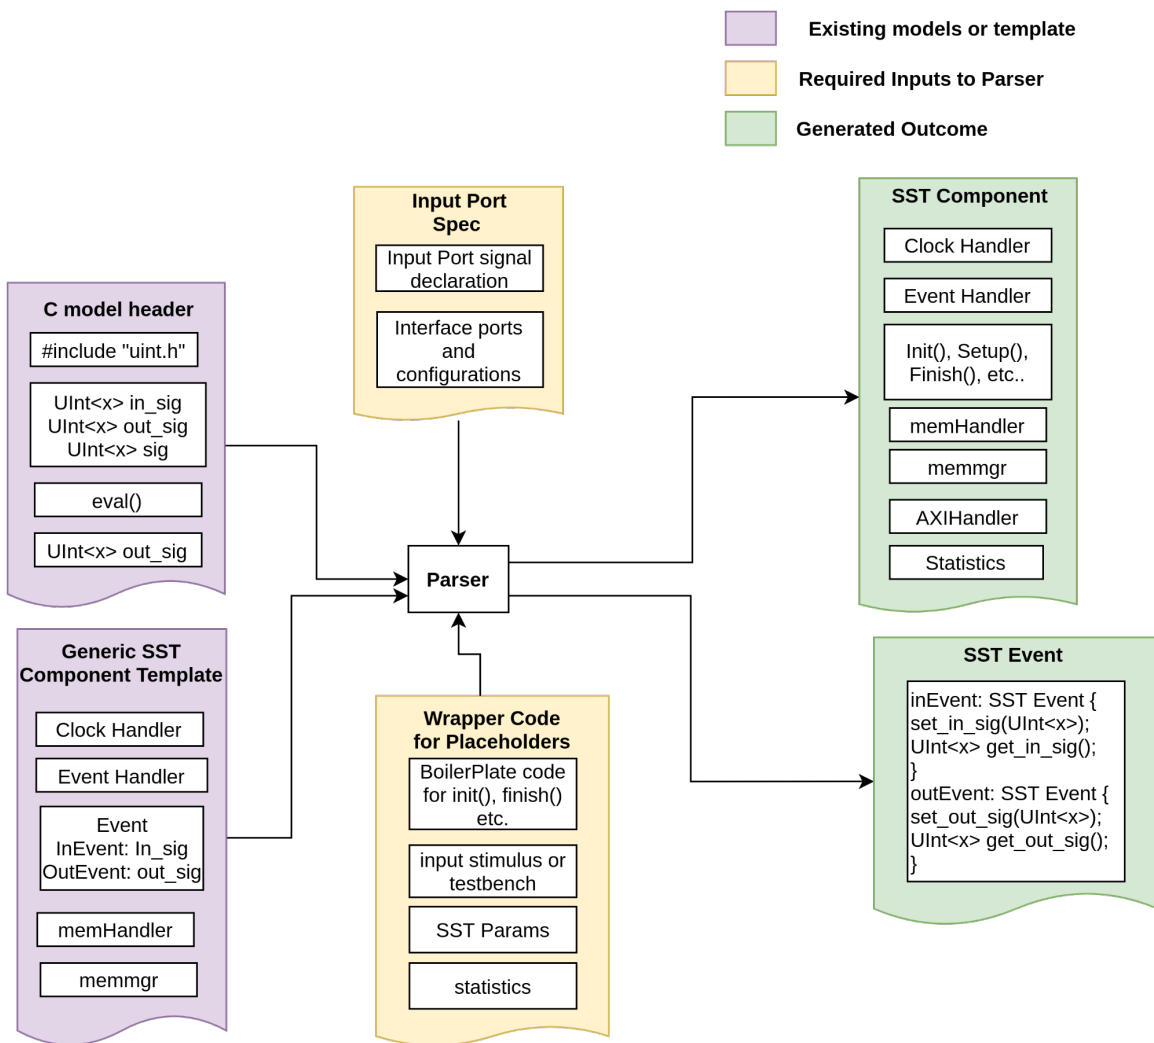 Existing models or template
Required Inputs to Parser
Generated Outcome
C model header
#include "uint.h"
UInt<x> in_sig
UInt<x> out_sig
UInt<x> sig
eval()
UInt<x> out_sig
Generic SST
Component Template
Clock Handler
Event Handler
Event
InEvent: In_sig
OutEvent: out_sig
memHandler
memmgr
Input Port
Spec
Input Port signal
declaration
Interface ports
and
configurations
Parser
Wrapper Code
for Placeholders
BoilerPlate code
for init(), finish()
etc.
input stimulus or
testbench
SST Params
statistics
SST Component
Clock Handler
Event Handler
Init(), Setup(),
Finish(), etc..
memHandler
memmgr
AXIHandler
Statistics
SST Event
inEvent: SST Event {
set_in_sig(UInt<x>);
UInt<x> get_in_sig();
}
outEvent: SST Event {
set_out_sig(UInt<x>);
UInt<x> get_out_sig();
}